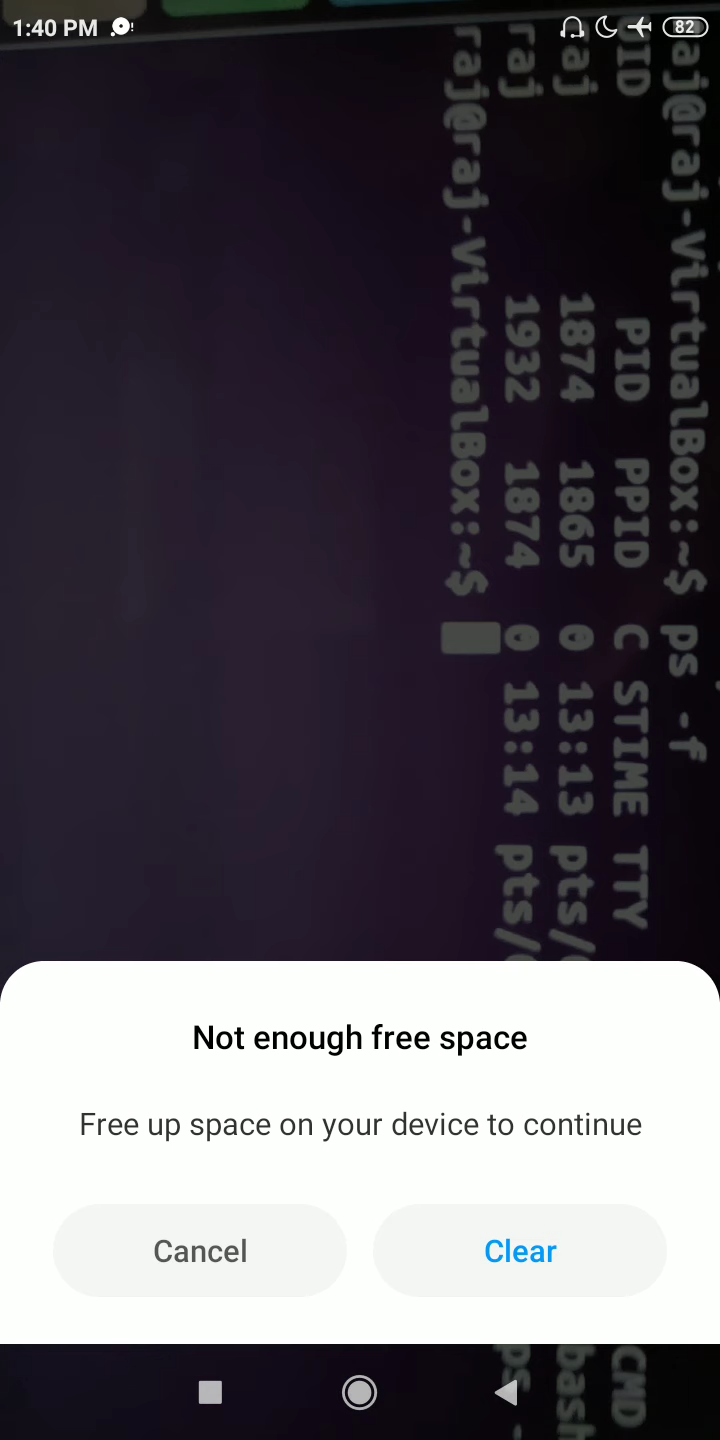 1:40 PM
82
raj@raj-VirtualBox:~$ ps -f
UID PID PPID C STIME TTY CMD
raj 1874 1865 0 13:13 pts/ bash
raj 1932 1874 0 13:14 pts/ ps -
raj@raj-VirtualBox:~$
Not enough free space
Free up space on your device to continue
Cancel
Clear